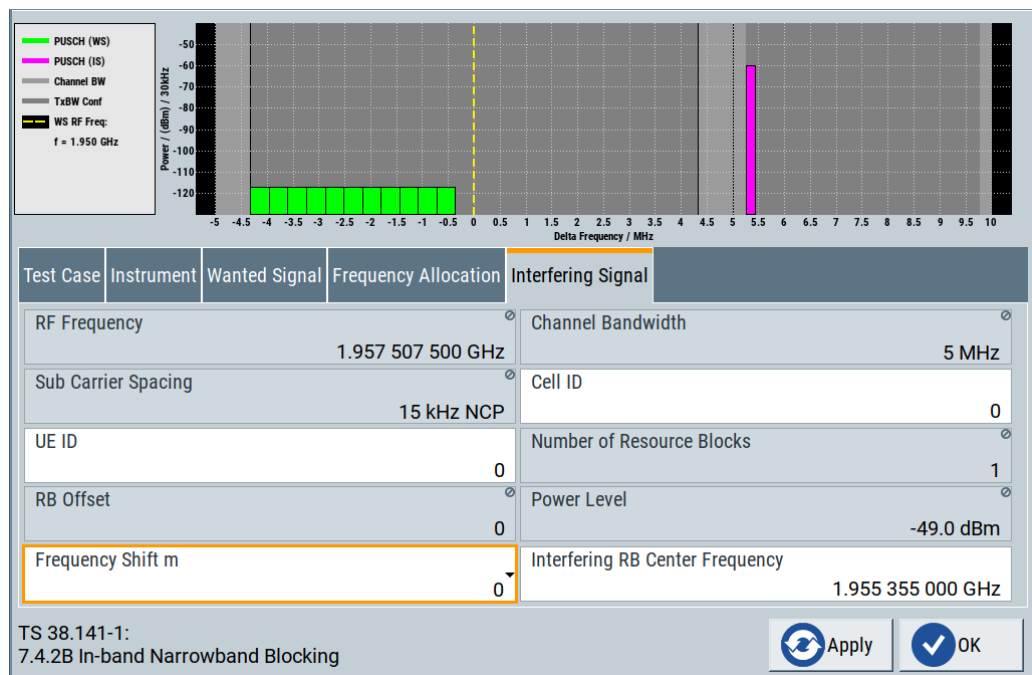 PUSCH (WS)
PUSCH (IS)
Channel BW
TxBW Conf
WS RF Freq:
f = 1.950 GHz
Power / (dBm) / 30kHz
-50
-60
-70
-80
-90
-100
-110
-120
-5 -4.5 -4 -3.5 -3 -2.5 -2 -1.5 -1 -0.5 0 0.5 1 1.5 2 2.5 3 3.5 4 4.5 5 5.5 6 6.5 7 7.5 8 8.5 9 9.5 10
Delta Frequency / MHz
Test Case Instrument Wanted Signal Frequency Allocation Interfering Signal
RF Frequency
1.957 507 500 GHz
Channel Bandwidth
5 MHz
Sub Carrier Spacing
15 kHz NCP
Cell ID
0
UE ID
0
Number of Resource Blocks
1
RB Offset
0
Power Level
-49.0 dBm
Frequency Shift m
0
Interfering RB Center Frequency
1.955 355 000 GHz
TS 38.141-1:
7.4.2B In-band Narrowband Blocking
Apply
OK